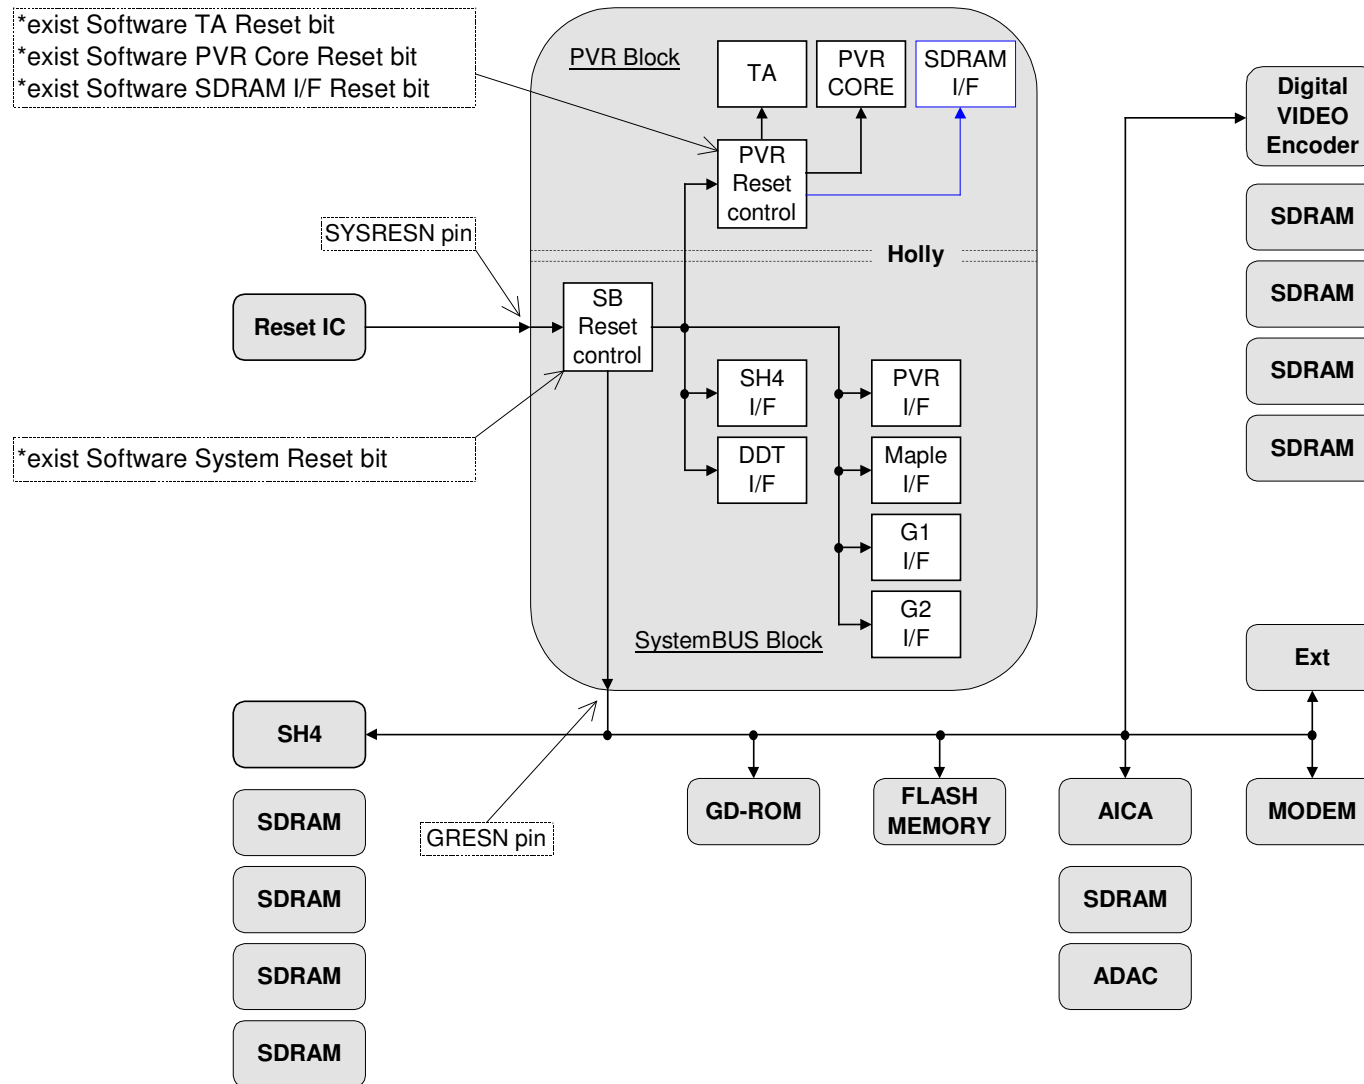 *exist Software TA Reset bit
*exist Software PVR Core Reset bit
*exist Software SDRAM I/F Reset bit
PVR Block
TA
PVR
CORE
SDRAM
I/F
Digital
VIDEO
Encoder
PVR
Reset
control
SDRAM
SYSRESN pin
Holly
SDRAM
Reset IC
SB
Reset
control
SH4
I/F
PVR
I/F
SDRAM
*exist Software System Reset bit
DDT
I/F
Maple
I/F
SDRAM
G1
I/F
G2
I/F
SystemBUS Block
Ext
SH4
GD-ROM
FLASH
MEMORY
AICA
MODEM
SDRAM
GRESN pin
SDRAM
SDRAM
SDRAM
ADAC
SDRAM